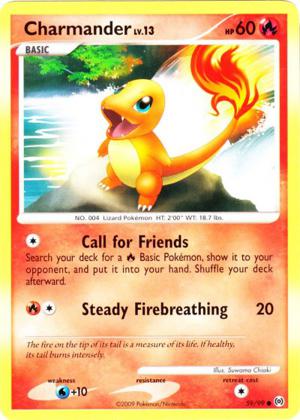 Charmander LV.13 HP 60
BASIC
NO. 004 Lizard Pokémon HT: 2'00" WT: 18.7 lbs.
Call for Friends
Search your deck for a Basic Pokémon, show it to your
opponent, and put it into your hand. Shuffle your deck
afterward.
Steady Firebreathing 20
The fire on the tip of its tail is a measure of its life. If healthy,
its tail burns intensely.
Illus. Suwama Chiaki
weakness resistance retreat cost
+10
©2009 Pokémon/Nintendo 59/99